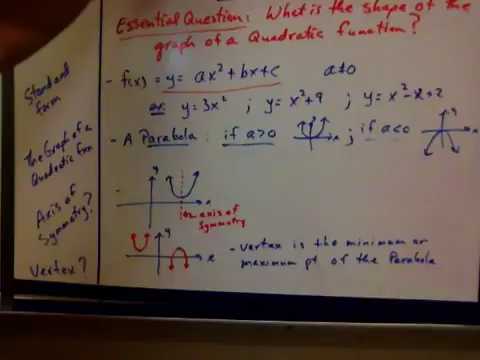 Essential Question: What is the shape of the
graph of a Quadratic function?
Standard
form
- f(x) = y = ax² + bx + c   a≠0
ex: y = 3x² ; y = x² + 9 ; y = x² - x + 2
The Graph of a
Quadratic fxn
- A Parabola : if a>0 ; if a<0
Axis of
Symmetry?
axis of
Symmetry
Vertex?
- vertex is the minimum or
maximum pt of the Parabola